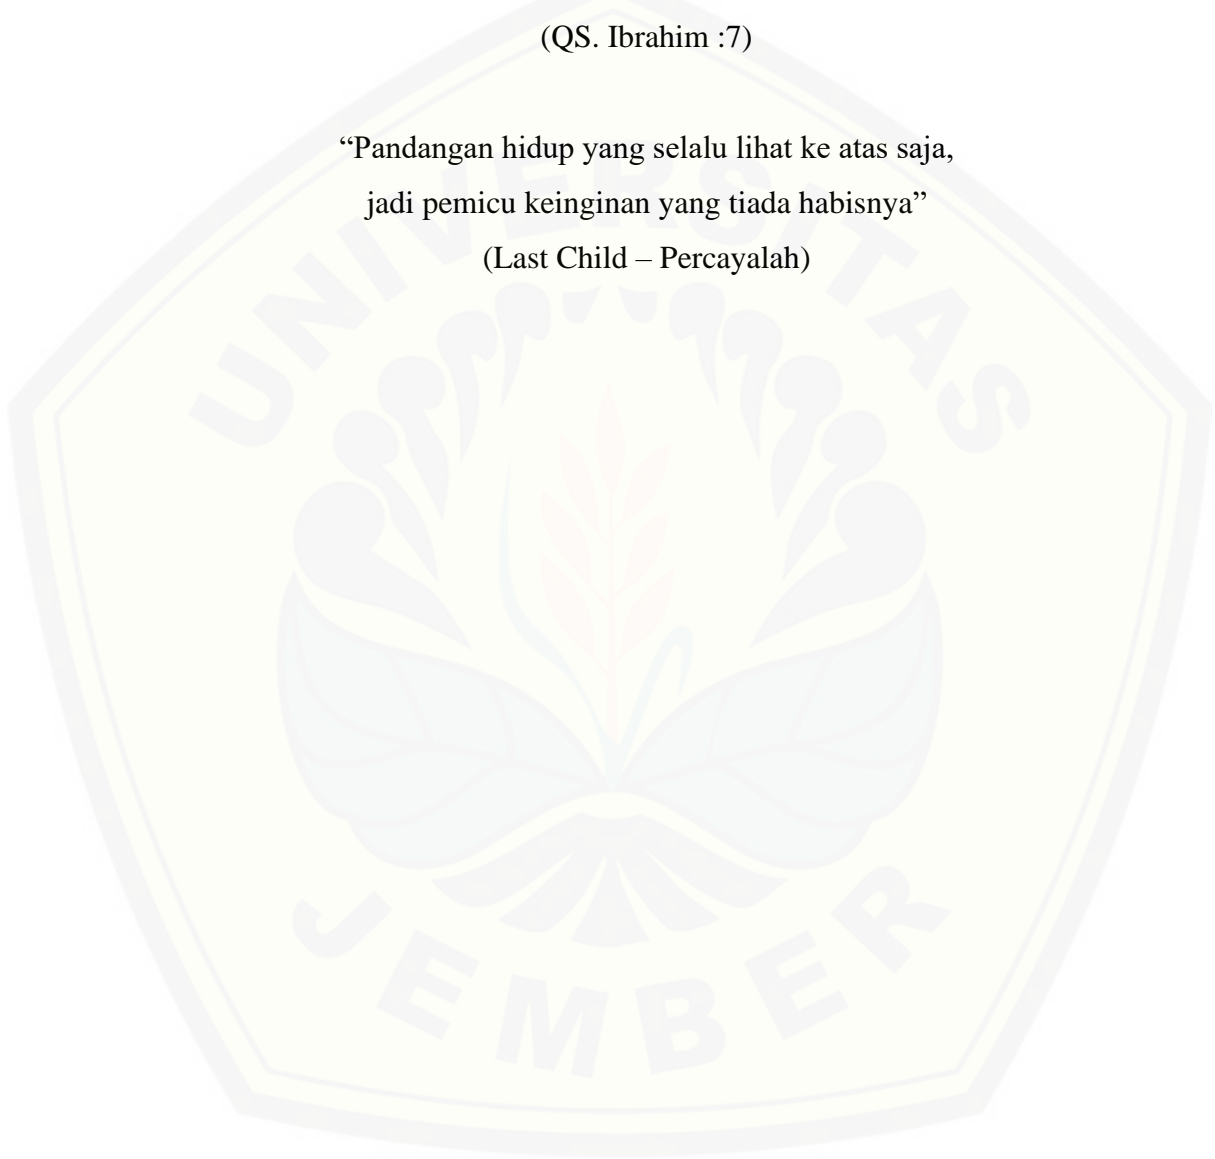 (QS. Ibrahim :7)
“Pandangan hidup yang selalu lihat ke atas saja,
jadi pemicu keinginan yang tiada habisnya”
(Last Child – Percayalah)
UNIVERSITAS
JEMBER